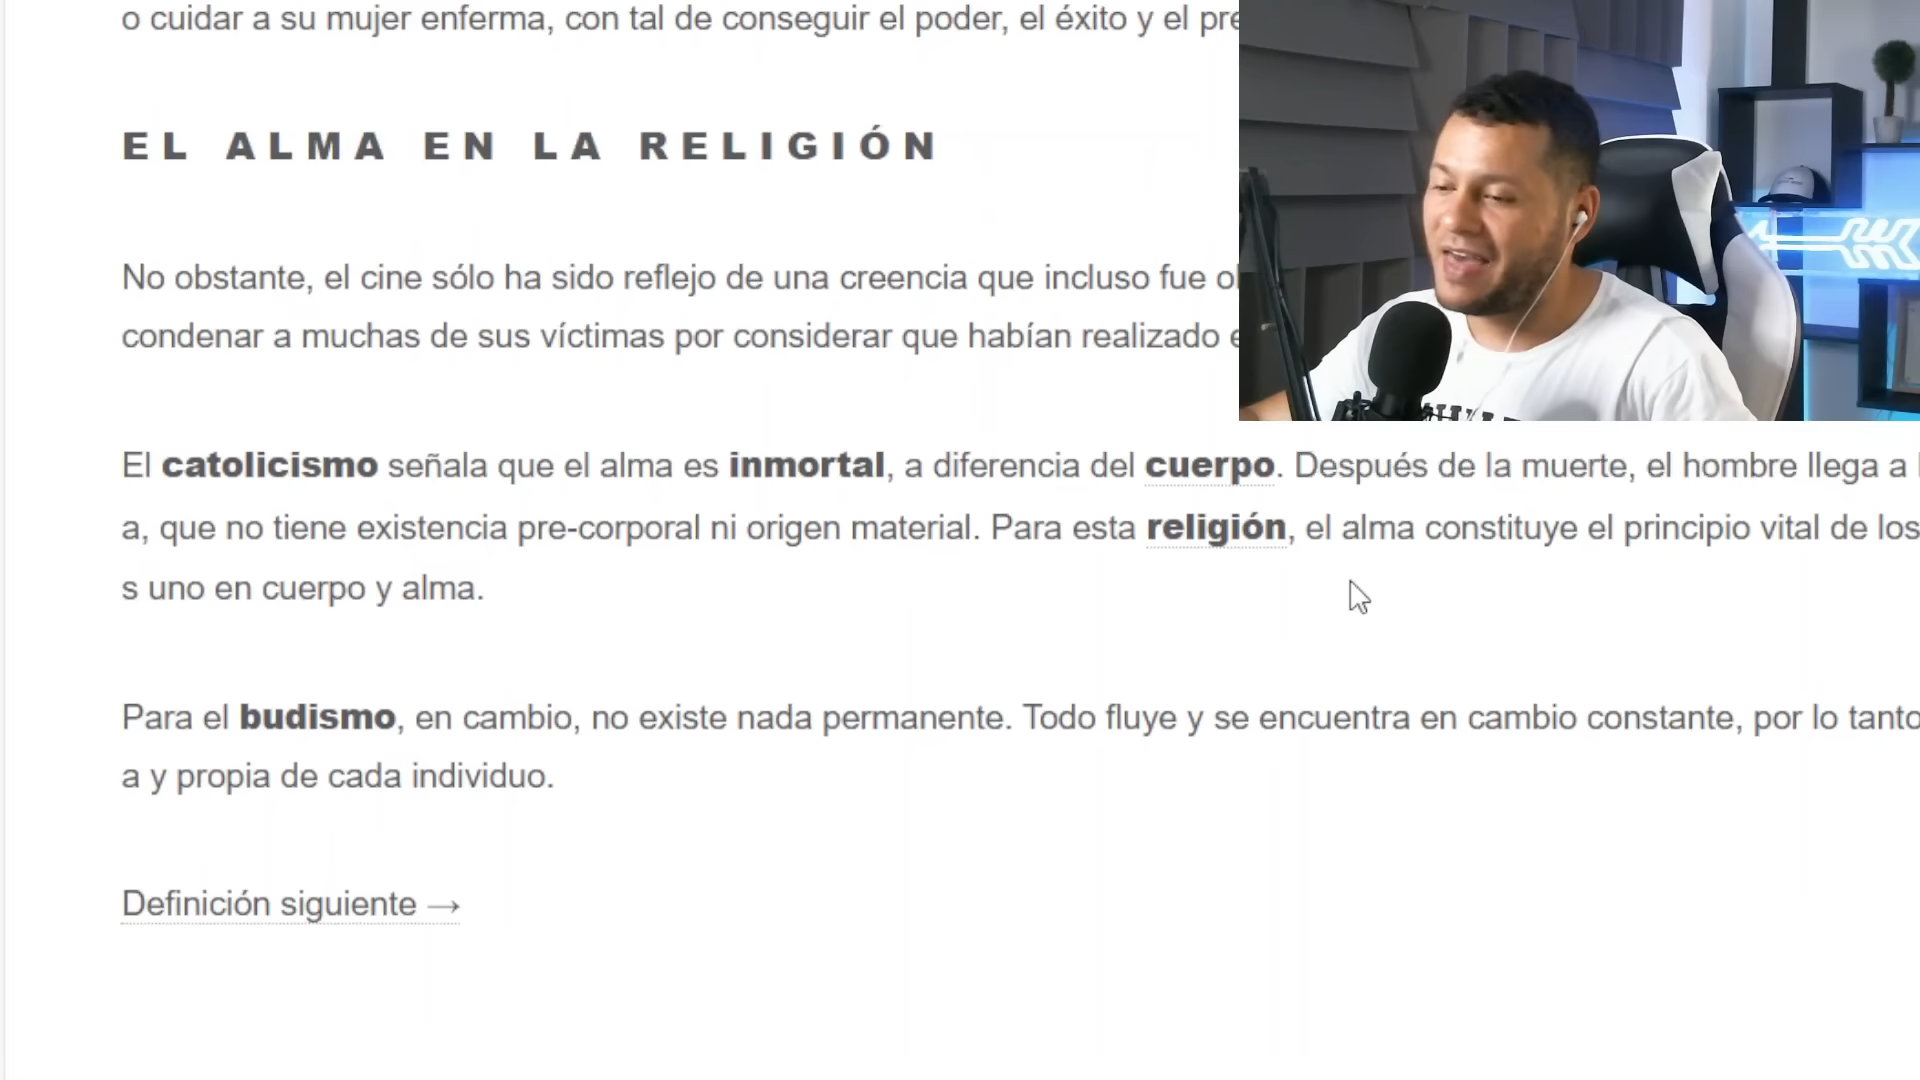 o cuidar a su mujer enferma, con tal de conseguir el poder, el éxito y el
EL ALMA EN LA RELIGIÓN
No obstante, el cine sólo ha sido reflejo de una creencia que incluso fue
condenar a muchas de sus víctimas por considerar que habían realizado
El catolicismo señala que el alma es inmortal, a diferencia del cuerpo. Después de la muerte, el hombre llega a
a, que no tiene existencia pre-corporal ni origen material. Para esta religión, el alma constituye el principio vital de los
s uno en cuerpo y alma.
Para el budismo, en cambio, no existe nada permanente. Todo fluye y se encuentra en cambio constante, por lo tanto
a y propia de cada individuo.
Definición siguiente →